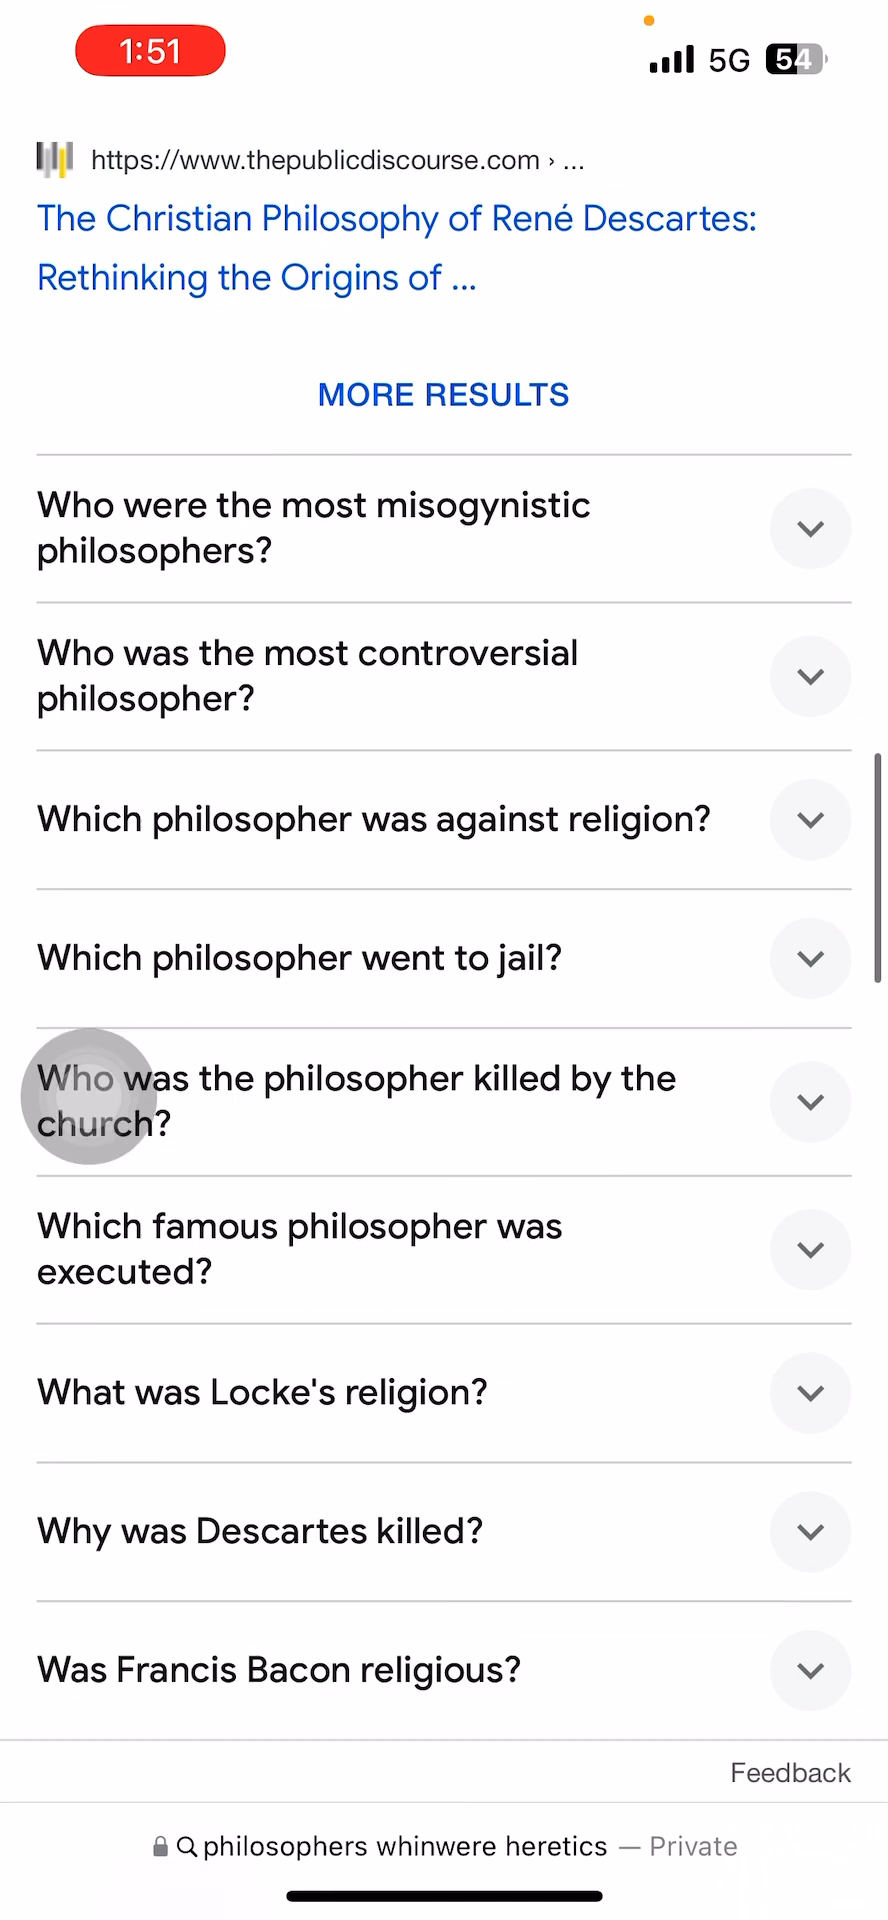 1:51
5G 54
https://www.thepublicdiscourse.com › ...
The Christian Philosophy of René Descartes:
Rethinking the Origins of ...
MORE RESULTS
Who were the most misogynistic
philosophers?
Who was the most controversial
philosopher?
Which philosopher was against religion?
Which philosopher went to jail?
Who was the philosopher killed by the
church?
Which famous philosopher was
executed?
What was Locke's religion?
Why was Descartes killed?
Was Francis Bacon religious?
Feedback
philosophers whinwere heretics — Private